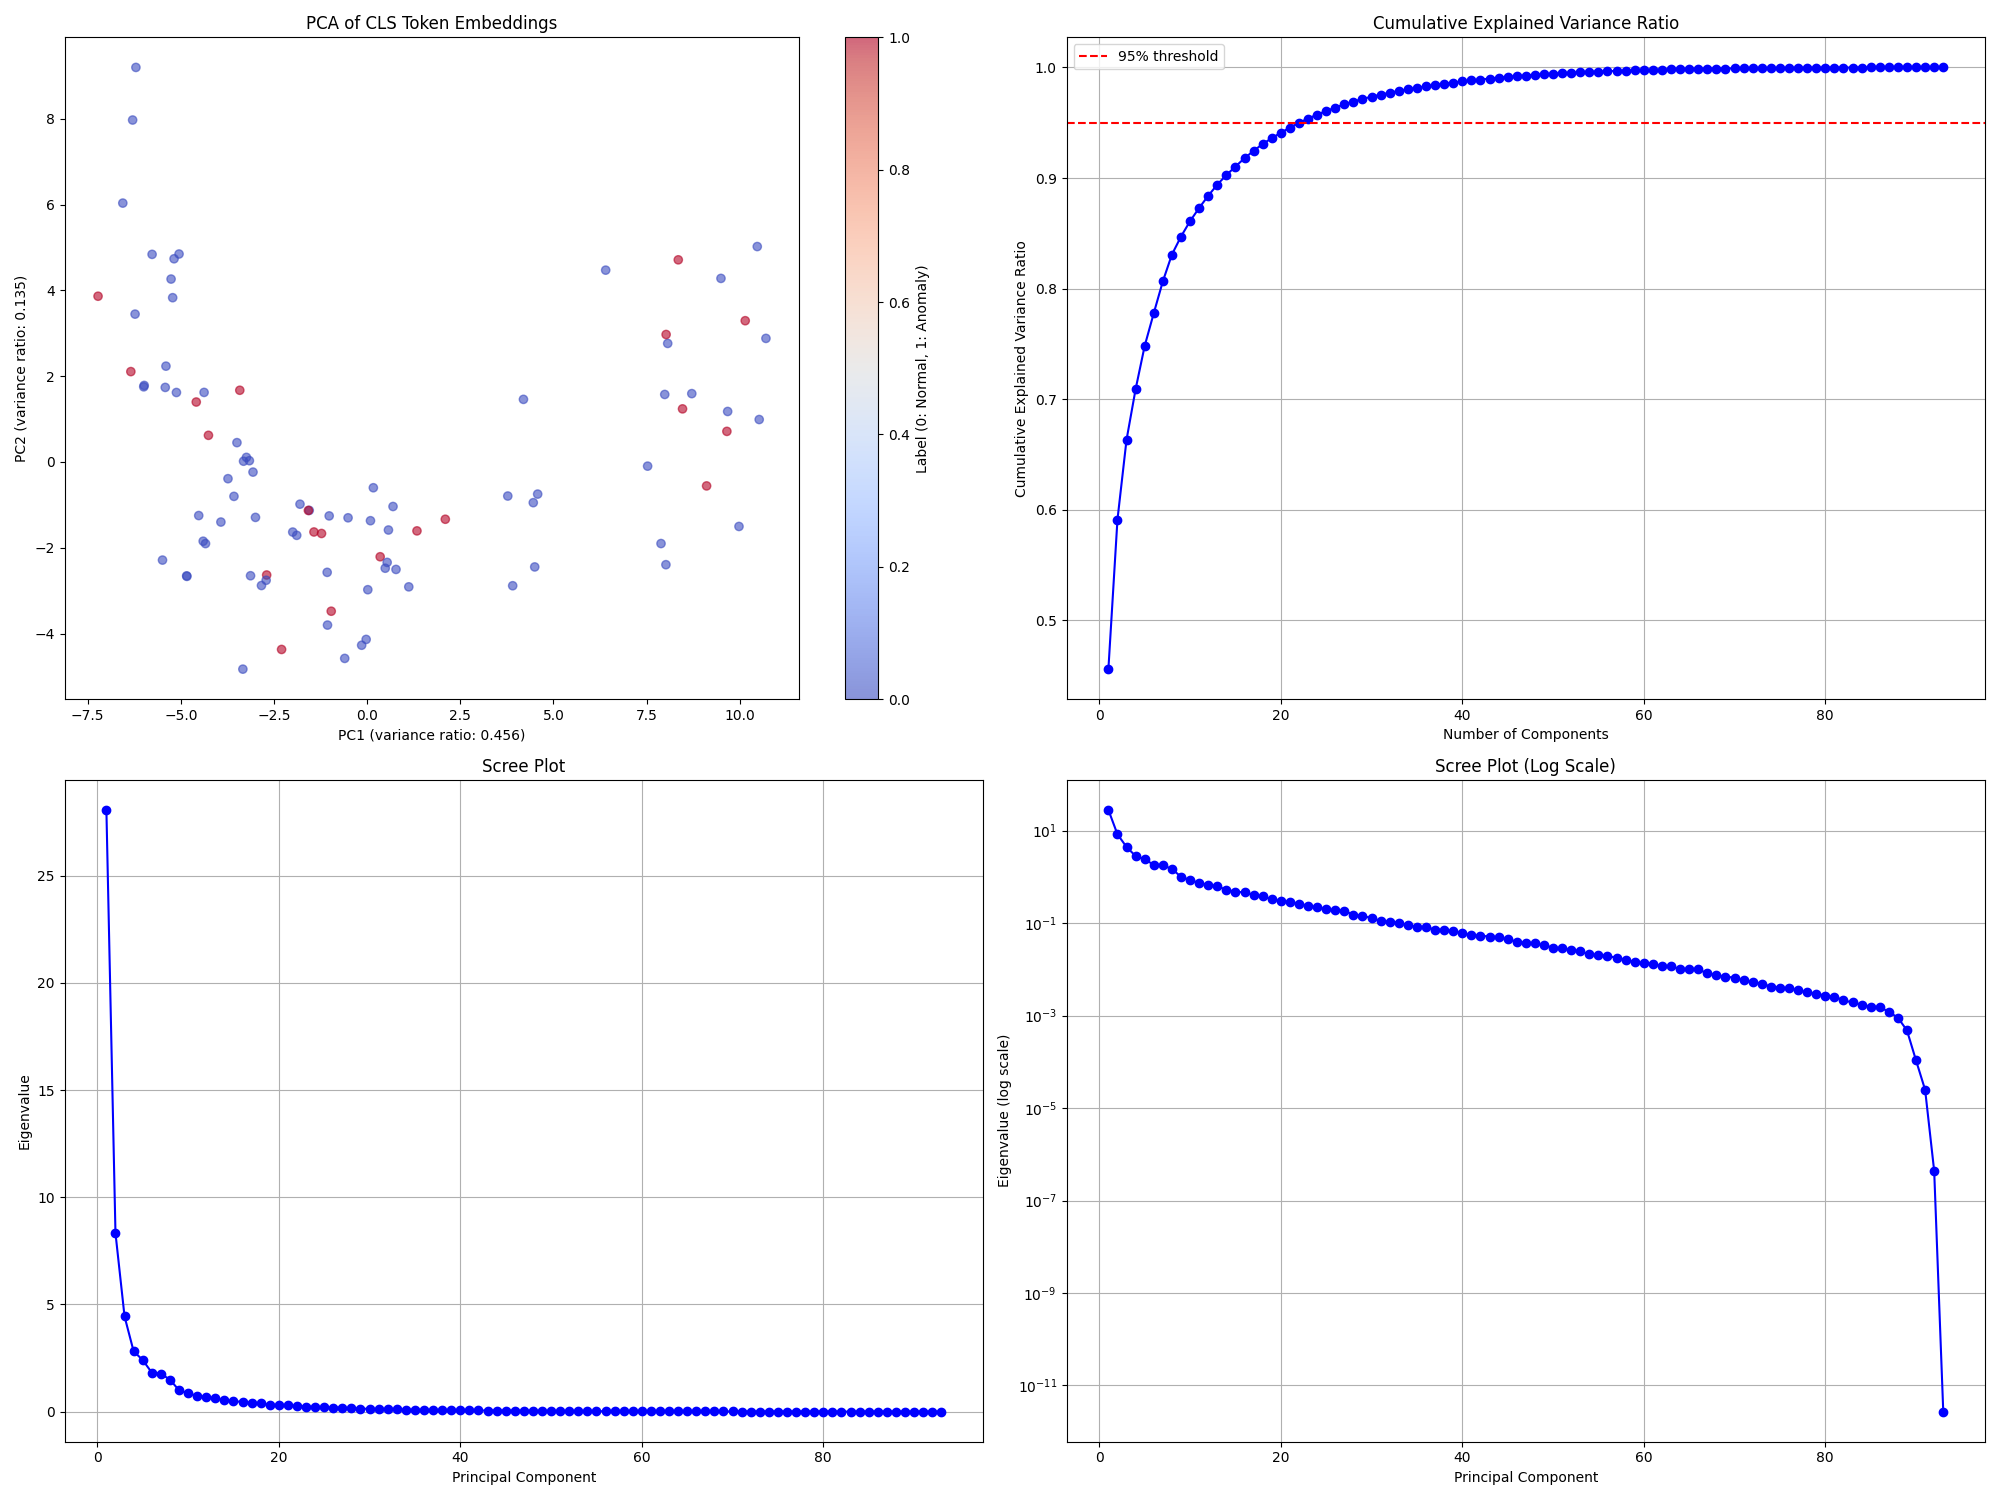 PCA of CLS Token Embeddings
PC2 (variance ratio: 0.135)
8
6
4
2
0
−2
−4
−7.5 −5.0 −2.5 0.0 2.5 5.0 7.5 10.0
PC1 (variance ratio: 0.456)
1.0
0.8
0.6
0.4
0.2
0.0
Label (0: Normal, 1: Anomaly)
Cumulative Explained Variance Ratio
95% threshold
Cumulative Explained Variance Ratio
1.0
0.9
0.8
0.7
0.6
0.5
0 20 40 60 80
Number of Components
Scree Plot
Eigenvalue
25
20
15
10
5
0
0 20 40 60 80
Principal Component
Scree Plot (Log Scale)
Eigenvalue (log scale)
10¹
10⁻¹
10⁻³
10⁻⁵
10⁻⁷
10⁻⁹
10⁻¹¹
0 20 40 60 80
Principal Component